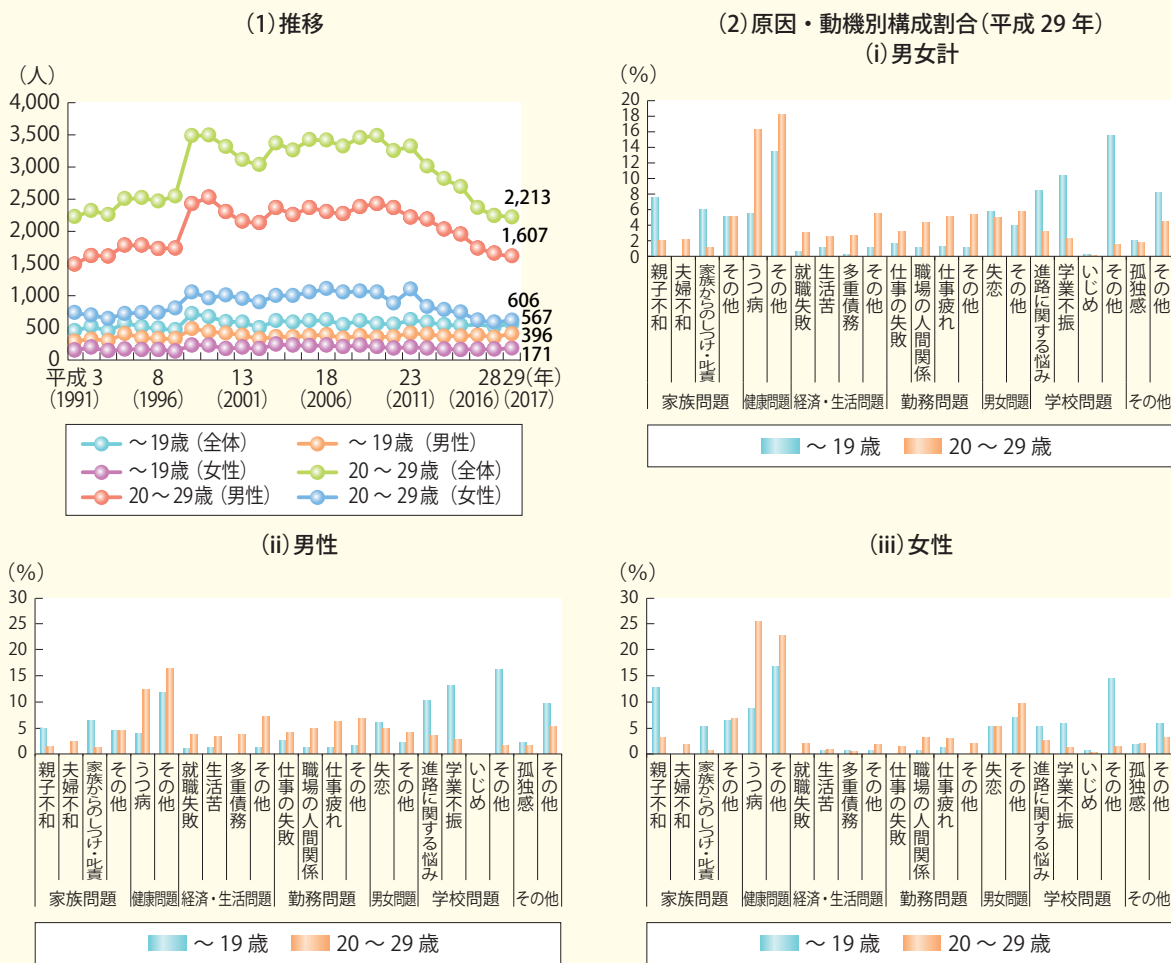 (1)推移
(人)
4,000
3,500
3,000
2,500
2,000
1,500
1,000
500
0
2,213
1,607
606
567
396
171
平成3 8 13 18 23 2829(年)
(1991) (1996) (2001) (2006) (2011) (2016) (2017)
～19歳(全体) ～19歳(男性)
～19歳(女性) 20～29歳(全体)
20～29歳(男性) 20～29歳(女性)
(2)原因・動機別構成割合(平成29年)
(i)男女計
(%)
20
18
16
14
12
10
8
6
4
2
0
親子不和
夫婦不和
家族からのしつけ・叱責
その他
うつ病
その他
就職失敗
生活苦
多重債務
その他
仕事の失敗
職場の人間関係
仕事疲れ
その他
失恋
その他
進路に関する悩み
学業不振
いじめ
その他
孤独感
その他
家族問題 健康問題 経済・生活問題 勤務問題 男女問題 学校問題 その他
～19歳 20～29歳
(ii)男性
(%)
30
25
20
15
10
5
0
親子不和
夫婦不和
家族からのしつけ・叱責
その他
うつ病
その他
就職失敗
生活苦
多重債務
その他
仕事の失敗
職場の人間関係
仕事疲れ
その他
失恋
その他
進路に関する悩み
学業不振
いじめ
その他
孤独感
その他
家族問題 健康問題 経済・生活問題 勤務問題 男女問題 学校問題 その他
～19歳 20～29歳
(iii)女性
(%)
30
25
20
15
10
5
0
親子不和
夫婦不和
家族からのしつけ・叱責
その他
うつ病
その他
就職失敗
生活苦
多重債務
その他
仕事の失敗
職場の人間関係
仕事疲れ
その他
失恋
その他
進路に関する悩み
学業不振
いじめ
その他
孤独感
その他
家族問題 健康問題 経済・生活問題 勤務問題 男女問題 学校問題 その他
～19歳 20～29歳